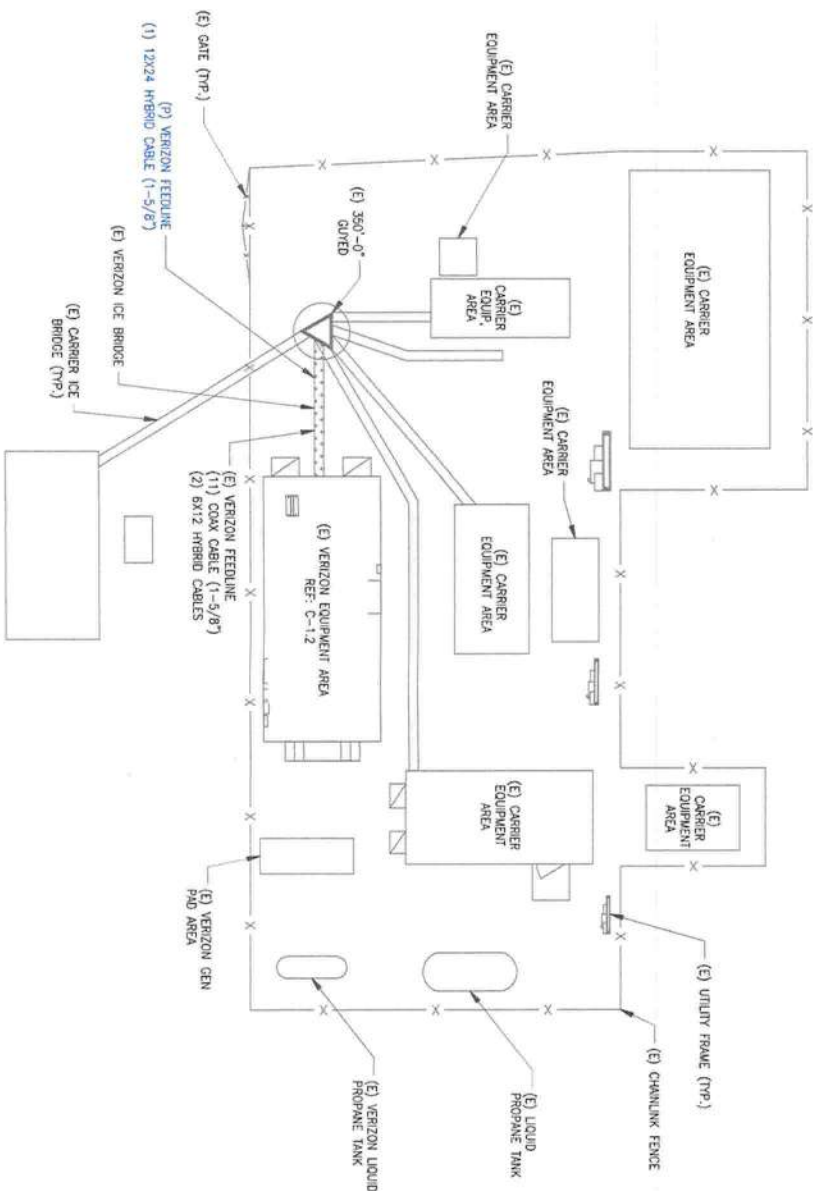 (E) GATE (TYP.)
(P) VERIZON FEEDLINE
(1) 12X24 HYBRID CABLE (1-5/8")
(E) VERIZON ICE BRIDGE
(E) CARRIER ICE
BRIDGE (TYP.)
(E) CARRIER
EQUIPMENT AREA
(E) 350'-0"
GUYED
(E)
CARRIER
EQUIP.
AREA
(E) CARRIER
EQUIPMENT AREA
(E) CARRIER
EQUIPMENT AREA
(E) CARRIER
EQUIPMENT AREA
(E) VERIZON FEEDLINE
(11) COAX CABLE (1-5/8")
(2) 6X12 HYBRID CABLES
(E) VERIZON EQUIPMENT AREA
REF: C-1.2
(E) CARRIER
EQUIPMENT
AREA
(E)
CARRIER
EQUIPMENT
AREA
(E) VERIZON GEN
PAD AREA
(E) UTILITY FRAME (TYP.)
(E) CHAINLINK FENCE
(E) LIQUID
PROPANE TANK
(E) VERIZON LIQUID
PROPANE TANK